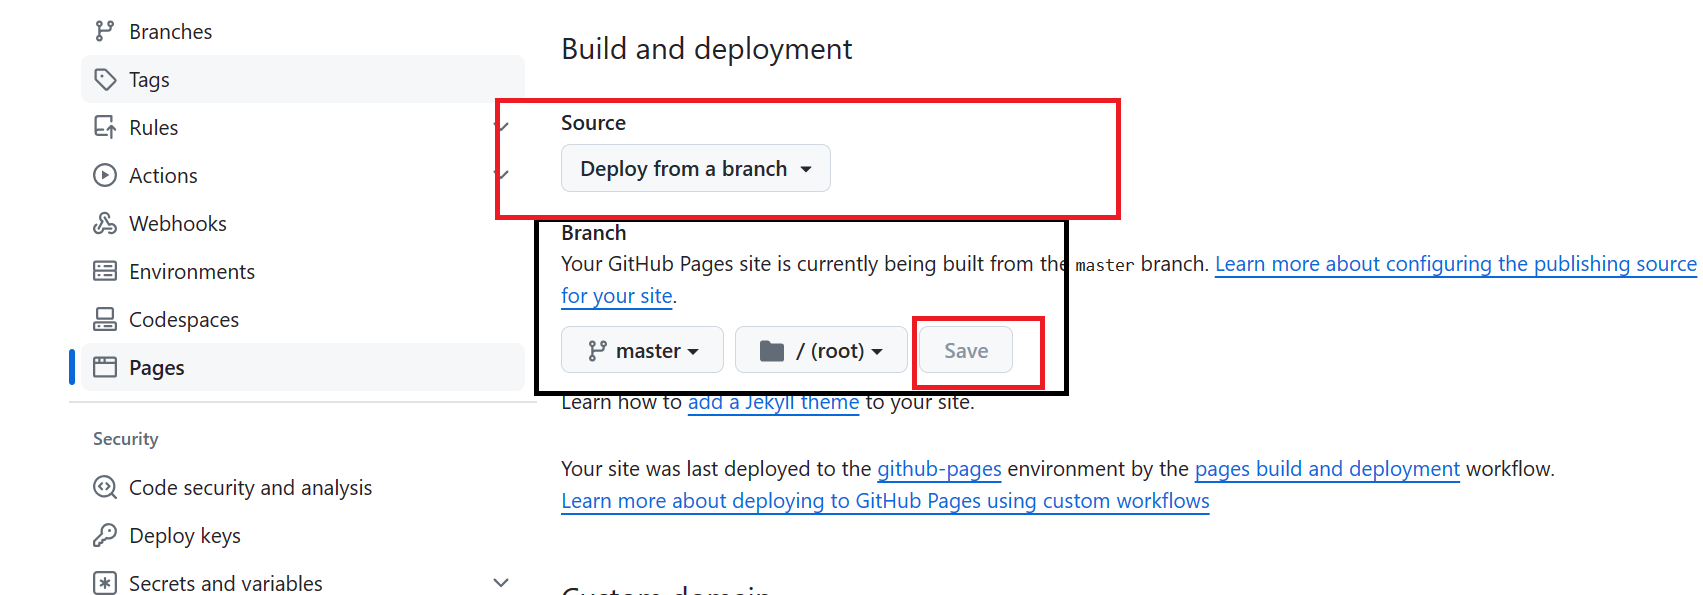 Branches
Tags
Rules
Actions
Webhooks
Environments
Codespaces
Pages
Security
Code security and analysis
Deploy keys
Secrets and variables
Build and deployment
Source
Deploy from a branch
Branch
Your GitHub Pages site is currently being built from the master branch. Learn more about configuring the publishing source
for your site.
master
/ (root)
Save
Learn how to add a Jekyll theme to your site.
Your site was last deployed to the github-pages environment by the pages build and deployment workflow.
Learn more about deploying to GitHub Pages using custom workflows
Custom domain